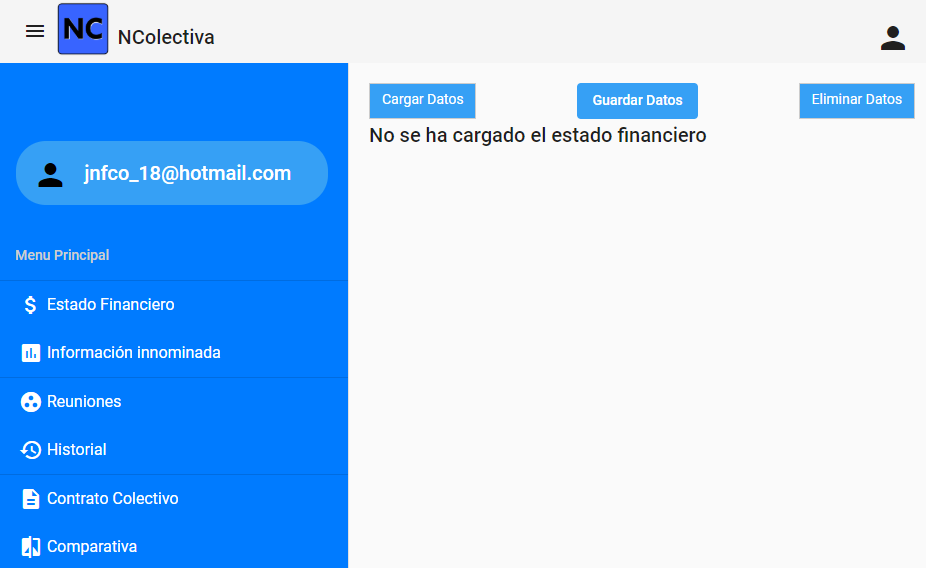 NC NColectiva
Cargar Datos Guardar Datos Eliminar Datos
No se ha cargado el estado financiero
jnfco_18@hotmail.com
Menu Principal
Estado Financiero
Información innominada
Reuniones
Historial
Contrato Colectivo
Comparativa